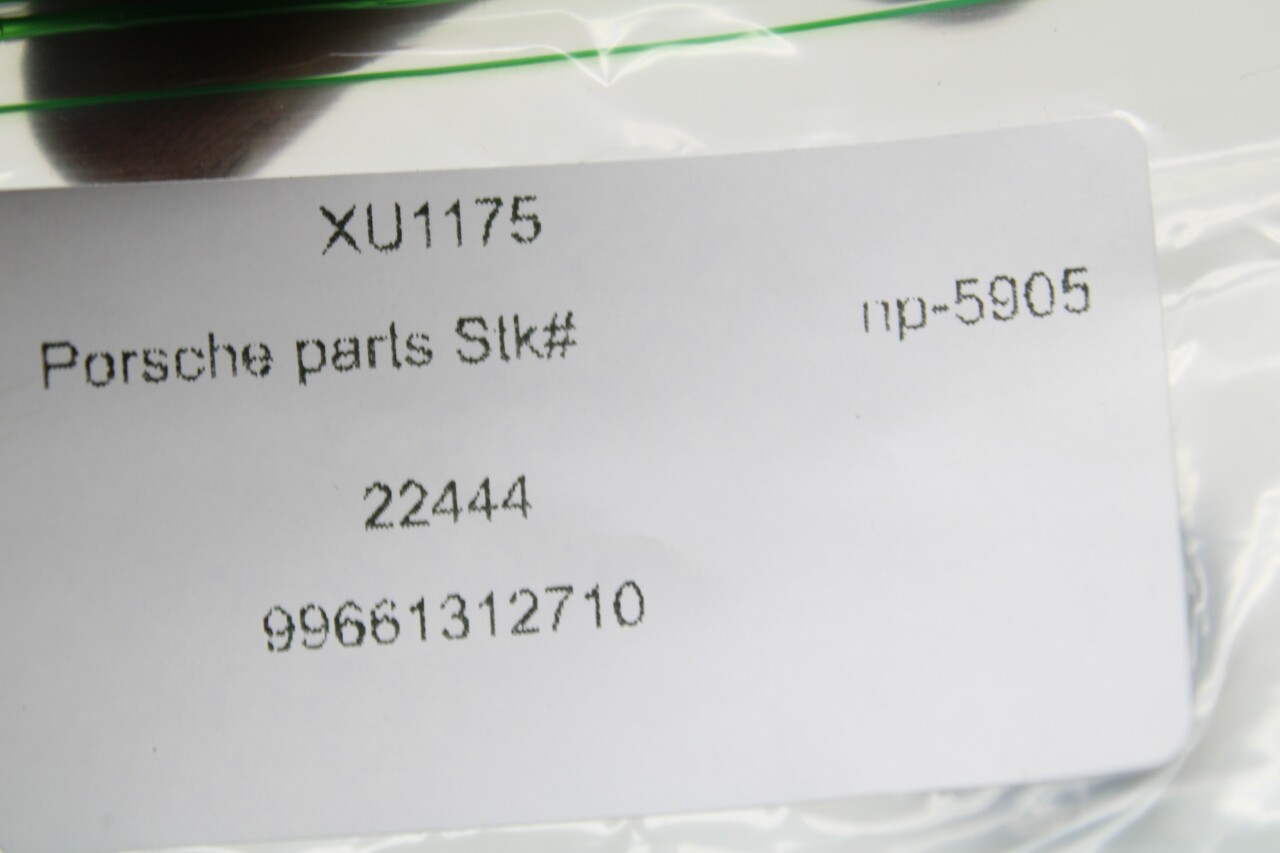 XU1175
Porsche parts Stk#
np-5905
22444
99661312710